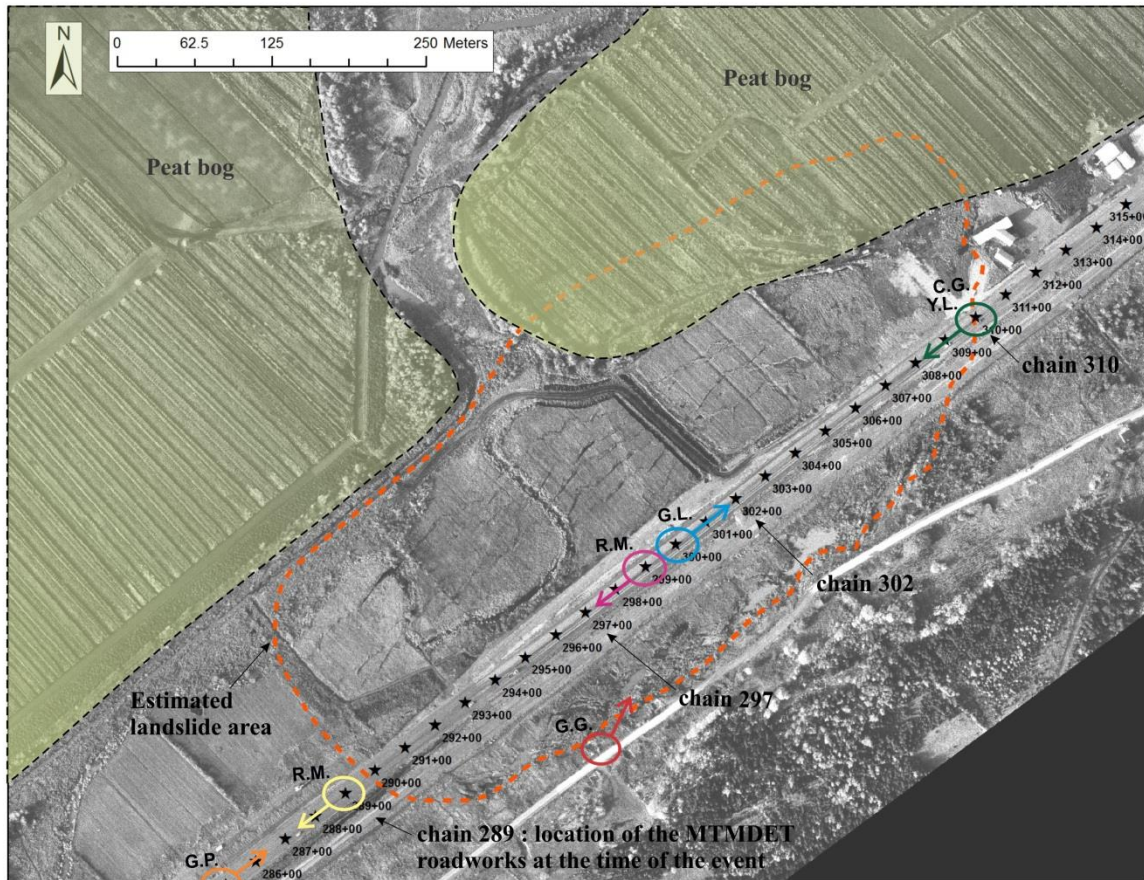 N
0 62.5 125 250 Meters
Peat bog
Peat bog
315+00
314+00
313+00
312+00
C.G.
Y.L.
311+00
310+00
309+00
chain 310
308+00
307+00
306+00
305+00
304+00
303+00
302+00
G.L.
301+00
300+00
chain 302
R.M.
299+00
298+00
297+00
296+00
295+00
chain 297
294+00
Estimated
landslide area
293+00
G.G.
292+00
291+00
290+00
R.M.
289+00
288+00
chain 289 : location of the MTMDET
roadworks at the time of the event
287+00
G.P.
286+00